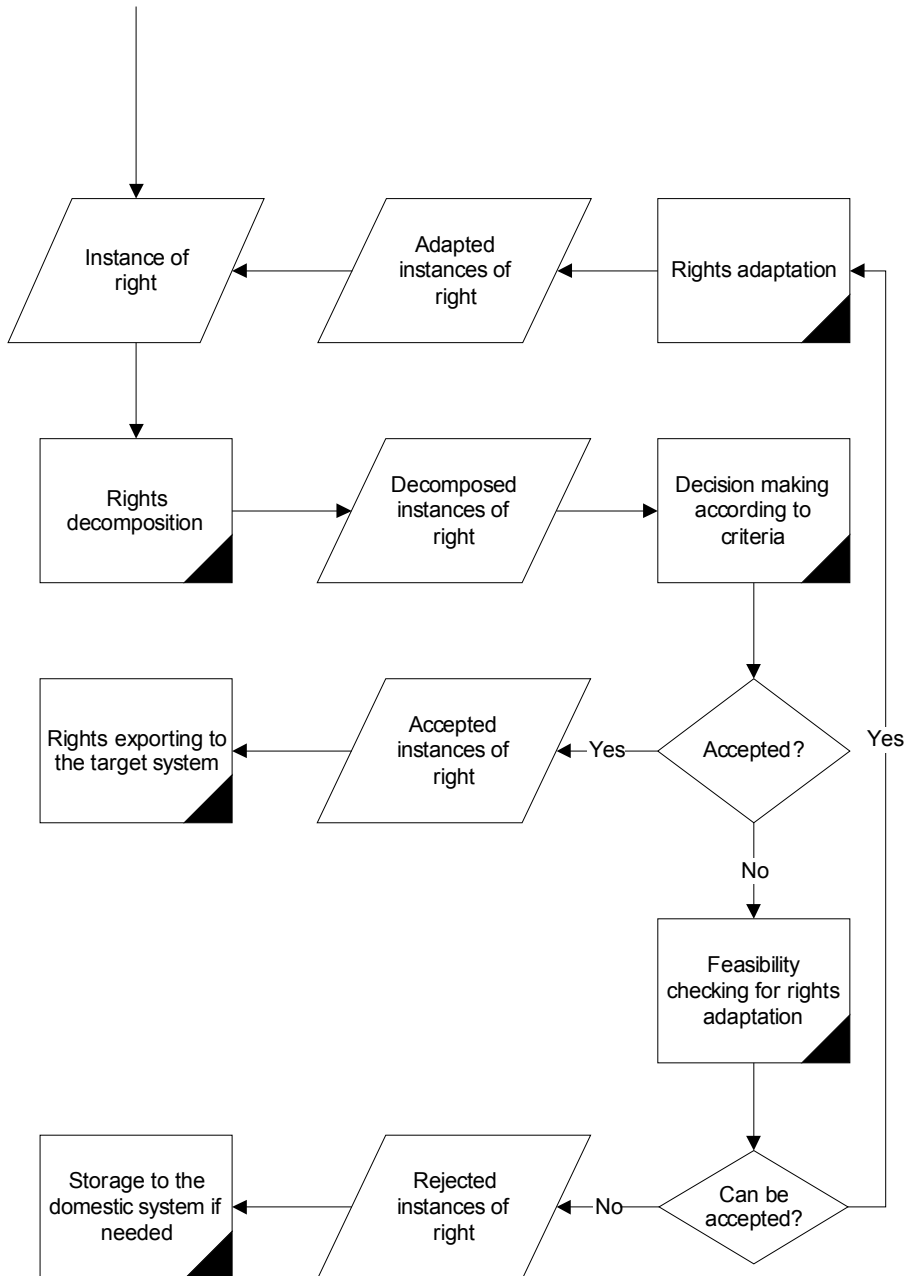 Instance of
right
Adapted
instances of
right
Rights adaptation
Rights
decomposition
Decomposed
instances of
right
Decision making
according to
criteria
Rights exporting to
the target system
Accepted
instances of
right
Yes
Accepted?
Yes
No
Feasibility
checking for rights
adaptation
Storage to the
domestic system if
needed
Rejected
instances of
right
No
Can be
accepted?